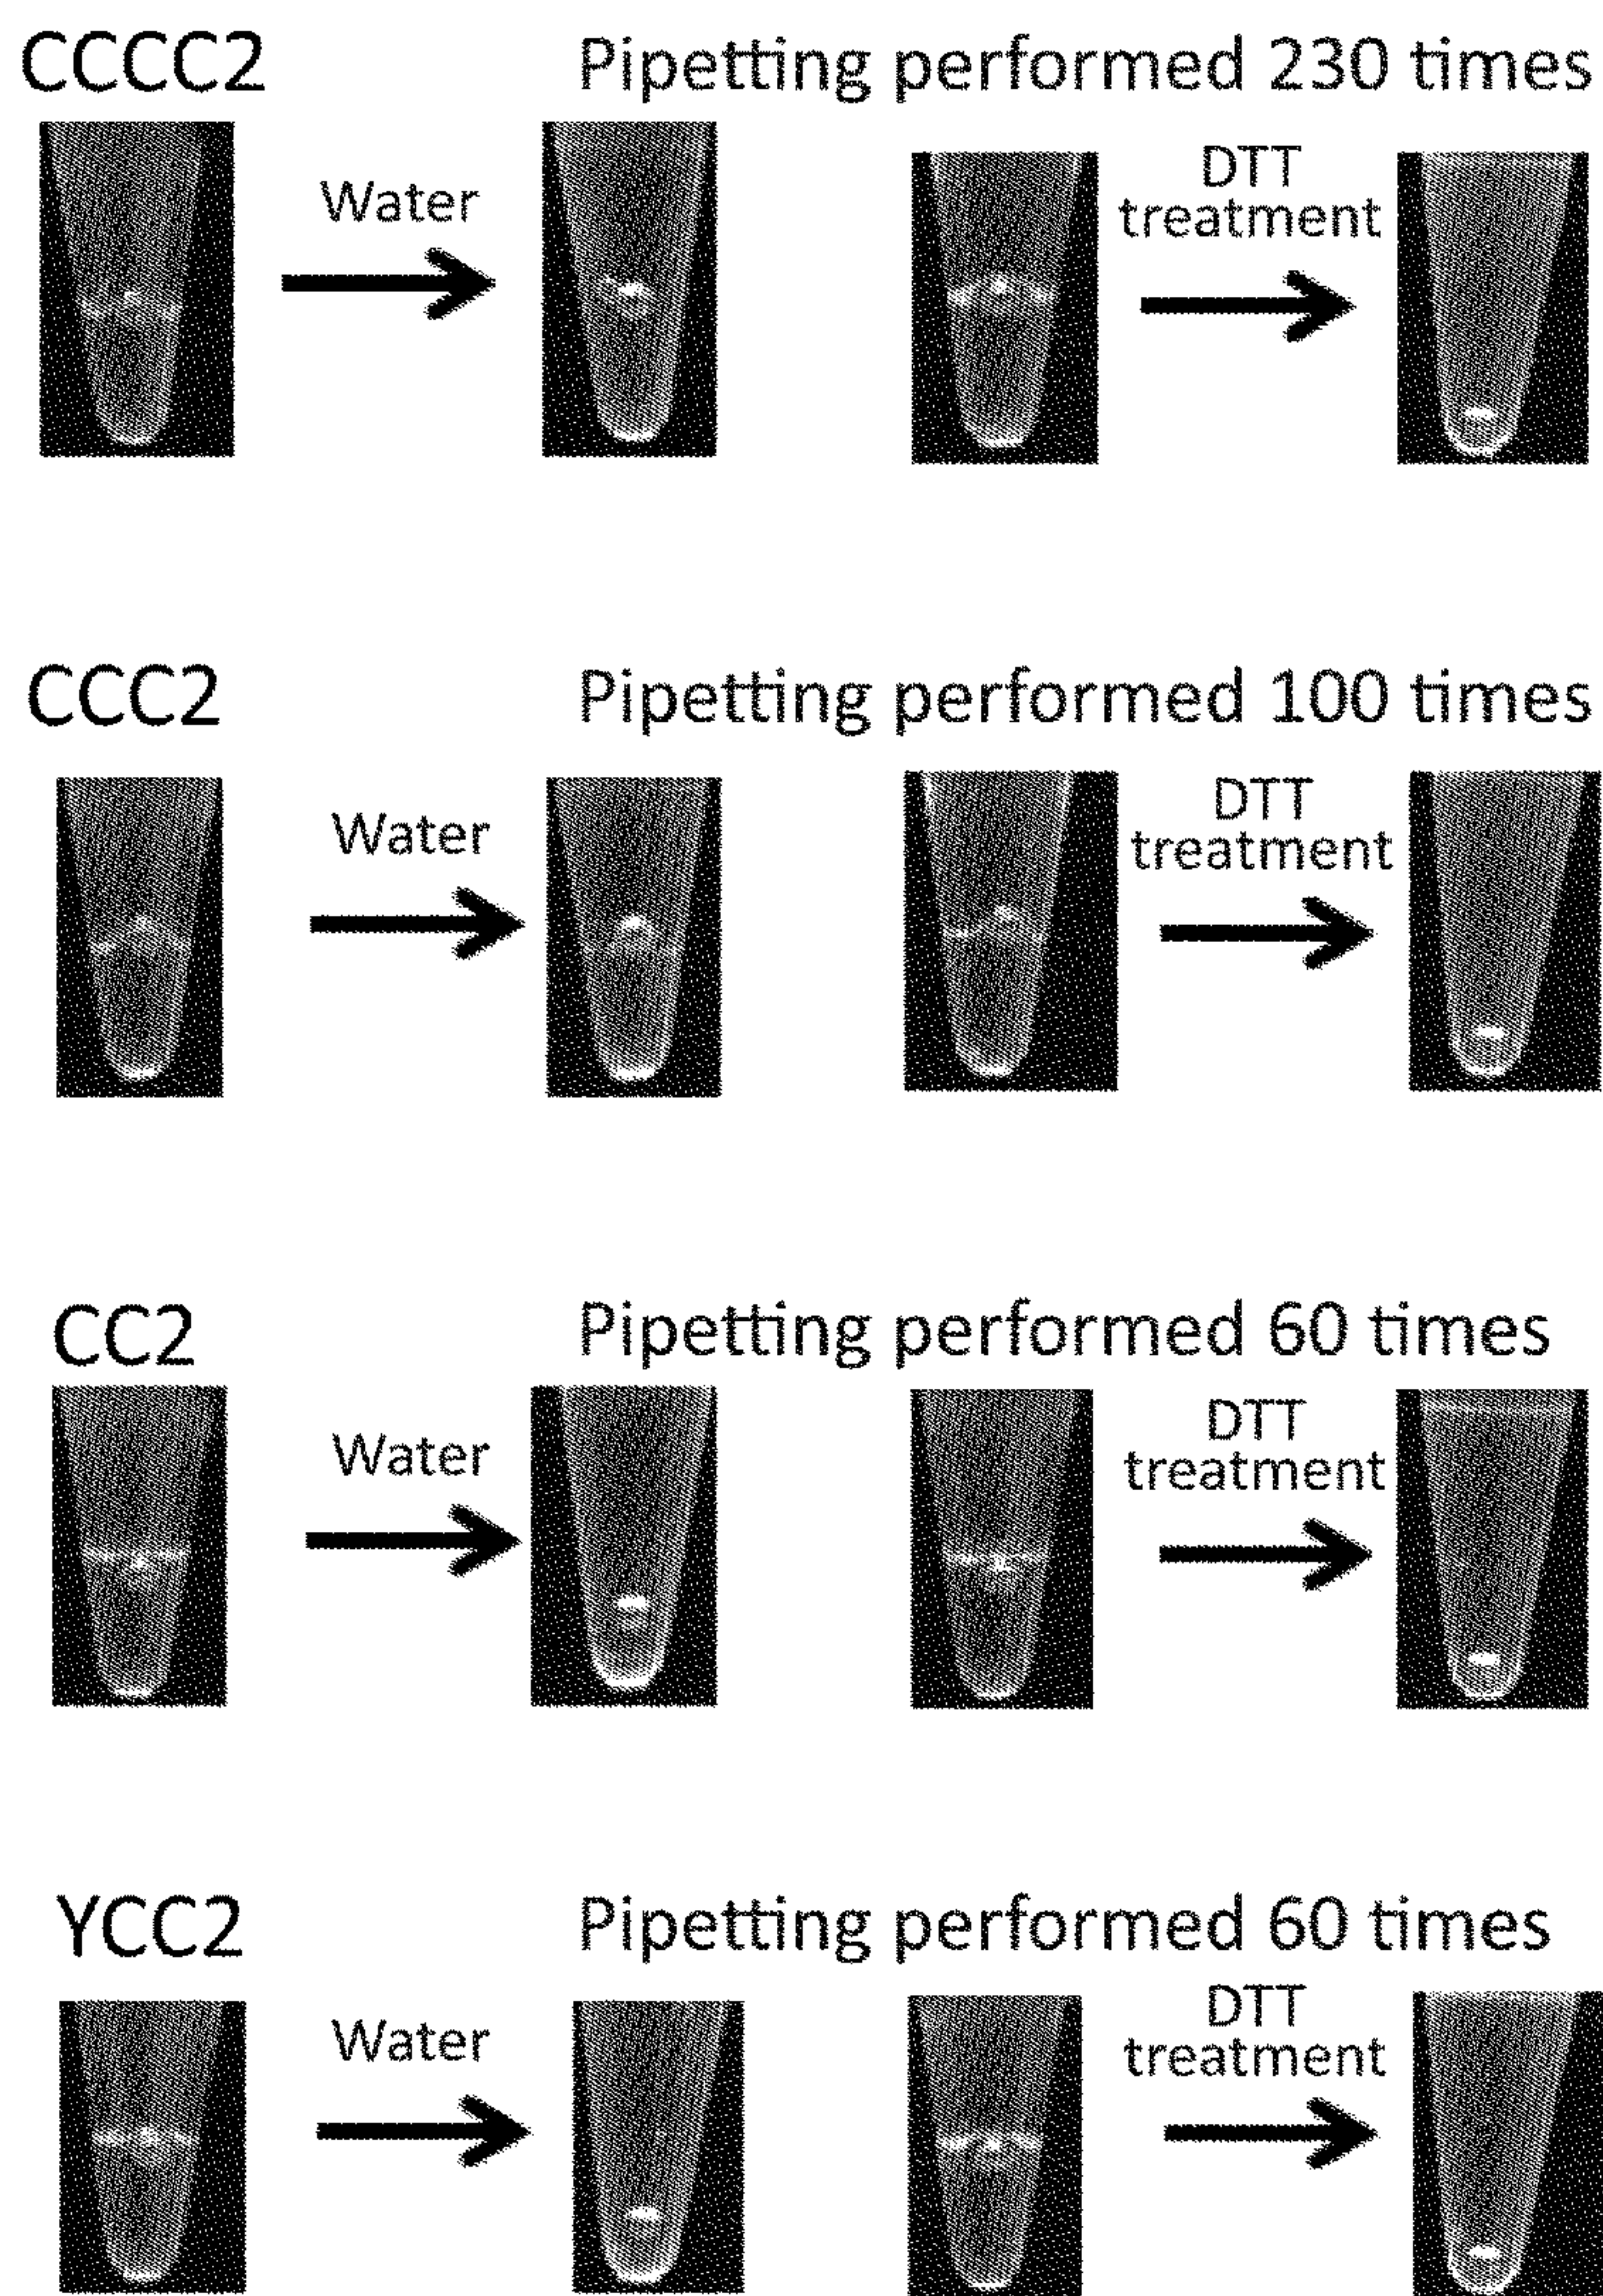 CCCC2
Pipetting performed 230 times
Water
DTT
treatment
CCC2
Pipetting performed 100 times
Water
DTT
treatment
CC2
Pipetting performed 60 times
Water
DTT
treatment
YCC2
Pipetting performed 60 times
Water
DTT
treatment